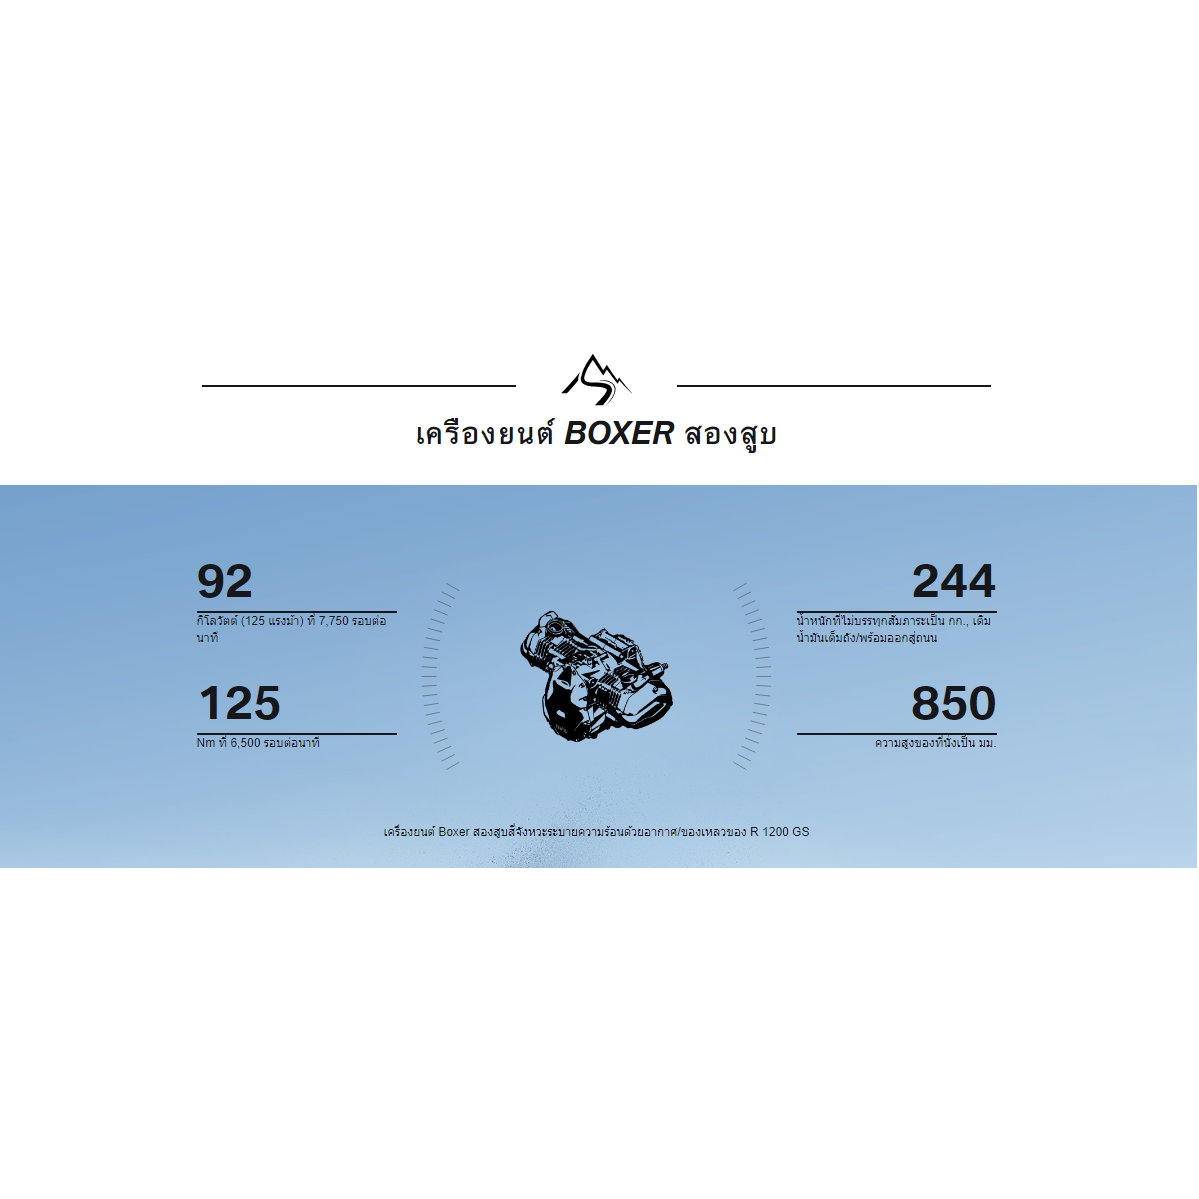 เครื่องยนต์ BOXER สองสูบ
92
กิโลวัตต์ (125 แรงม้า) ที่ 7,750 รอบต่อ
นาที
244
น้ำหนักที่ไม่บรรทุกสัมภาระเป็น กก., เติม
น้ำมันเต็มถัง/พร้อมออกสู่ถนน
125
Nm ที่ 6,500 รอบต่อนาที
850
ความสูงของที่นั่งเป็น มม.
เครื่องยนต์ Boxer สองสูบสี่จังหวะระบายความร้อนด้วยอากาศ/ของเหลวของ R 1200 GS